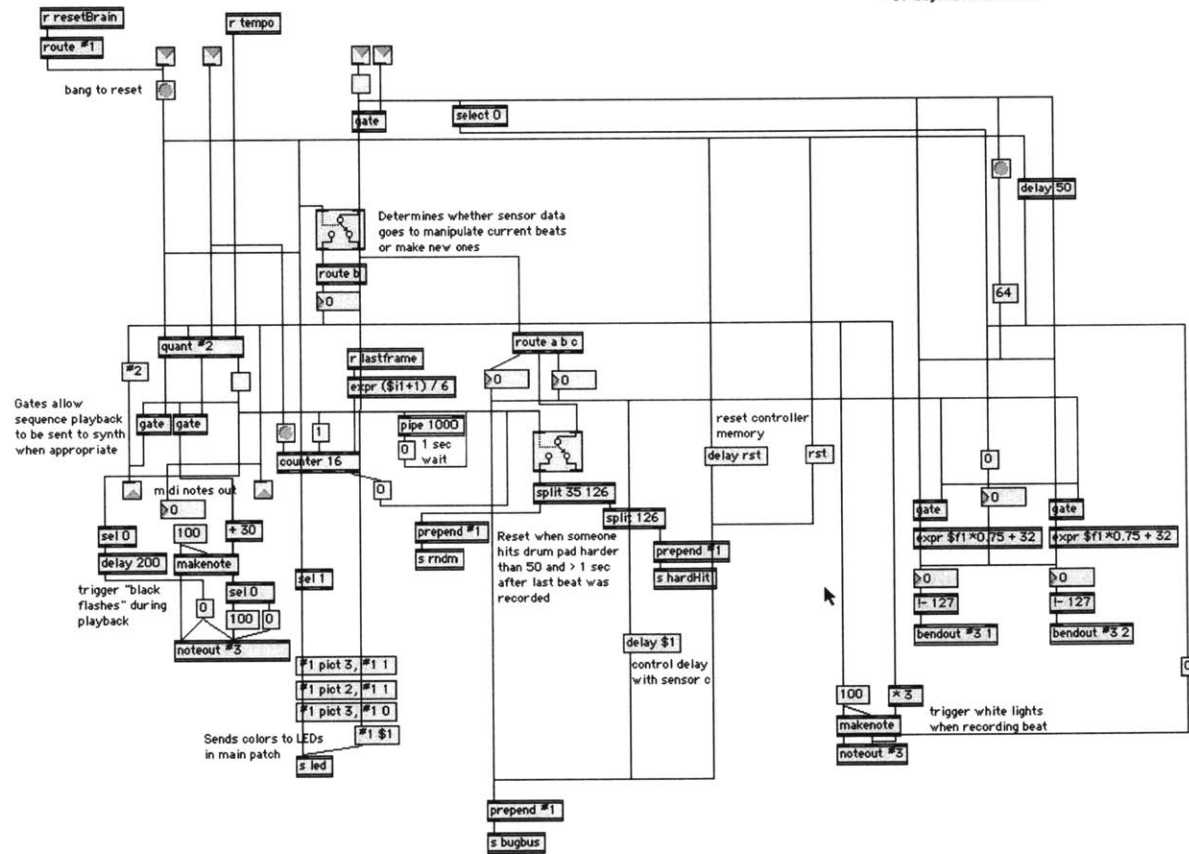 r resetBrain
r tempo
route #1
bang to reset
gate
select 0
delay 50
Determines whether sensor data
goes to manipulate current beats
or make new ones
route b
0
64
quant #2
route a b c
r lastframe
#2
0
0
expr ($i1+1) / 6
Gates allow
sequence playback
to be sent to synth
when appropriate
gate
gate
1
pipe 1000
0
1 sec
wait
reset controller
memory
counter 16
delay rst
rst
0
midi notes out
0
0
0
split 35 126
split 126
sel 0
100
+ 30
prepend #1
s rndm
Reset when someone
hits drum pad harder
than 50 and > 1 sec
after last beat was
recorded
prepend #1
s hardHit
gate
gate
expr $f1*0.75 + 32
expr $f1*0.75 + 32
delay 200
makenote
sel 1
0
0
trigger "black
flashes" during
playback
sel 0
0
100
0
!- 127
!- 127
noteout #3
bendout #3 1
bendout #3 2
delay $1
control delay
with sensor c
#1 pict 3, #1 1
#1 pict 2, #1 1
#1 pict 3, #1 0
#1 $1
Sends colors to LEDs
in main patch
s led
100
* 3
makenote
noteout #3
trigger white lights
when recording beat
prepend #1
s bugbus